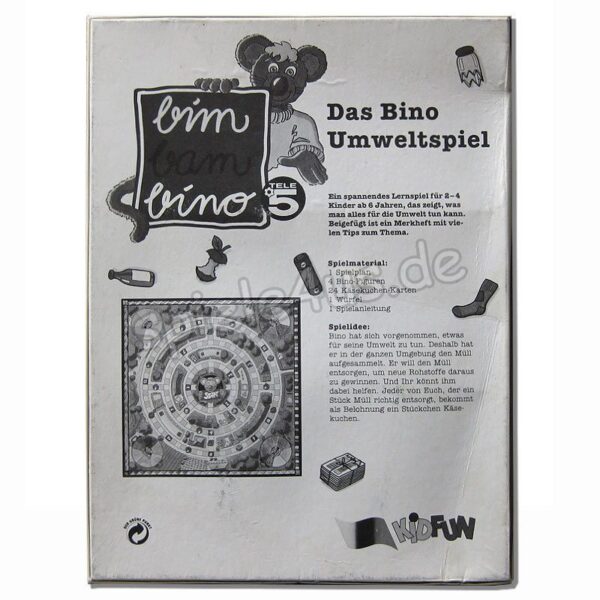 bim
bam
bino
TELE
5
Das Bino
Umweltspiel
Ein spannendes Lernspiel für 2–4
Kinder ab 6 Jahren, das zeigt, was
man alles für die Umwelt tun kann.
Beigefügt ist ein Merkheft mit vie-
len Tips zum Thema.
Spielmaterial:
1 Spielplan
4 Bino-Figuren
24 Käsekuchen-Karten
1 Würfel
1 Spielanleitung
Spielidee:
Bino hat sich vorgenommen, etwas
für seine Umwelt zu tun. Deshalb hat
er in der ganzen Umgebung den Müll
aufgesammelt. Er will den Müll
entsorgen, um neue Rohstoffe daraus
zu gewinnen. Und Ihr könnt ihm
dabei helfen. Jeder von Euch, der ein
Stück Müll richtig entsorgt, bekommt
als Belohnung ein Stückchen Käse-
kuchen.
DER GRÜNE PUNKT
KiDFUN
Spiele4us.de